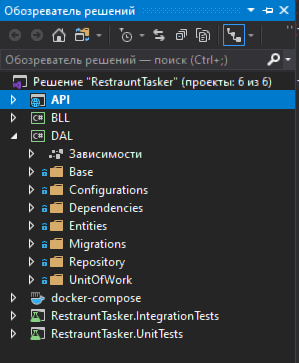 Обозреватель решений
Обозреватель решений — поиск (Ctrl+;)
Решение "RestrauntTasker" (проекты: 6 из 6)
API
C# BLL
C# DAL
Зависимости
Base
Configurations
Dependencies
Entities
Migrations
Repository
UnitOfWork
docker-compose
RestrauntTasker.IntegrationTests
RestrauntTasker.UnitTests